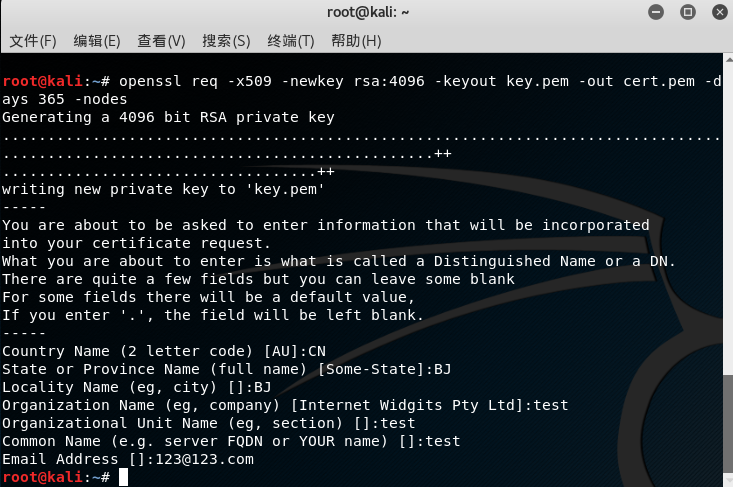 root@kali: ~
文件(F) 编辑(E) 查看(V) 搜索(S) 终端(T) 帮助(H)
root@kali:~# openssl req -x509 -newkey rsa:4096 -keyout key.pem -out cert.pem -d
ays 365 -nodes
Generating a 4096 bit RSA private key
................................................................................
................................................++
...................................++
writing new private key to 'key.pem'
-----
You are about to be asked to enter information that will be incorporated
into your certificate request.
What you are about to enter is what is called a Distinguished Name or a DN.
There are quite a few fields but you can leave some blank
For some fields there will be a default value,
If you enter '.', the field will be left blank.
-----
Country Name (2 letter code) [AU]:CN
State or Province Name (full name) [Some-State]:BJ
Locality Name (eg, city) []:BJ
Organization Name (eg, company) [Internet Widgits Pty Ltd]:test
Organizational Unit Name (eg, section) []:test
Common Name (e.g. server FQDN or YOUR name) []:test
Email Address []:123@123.com
root@kali:~#